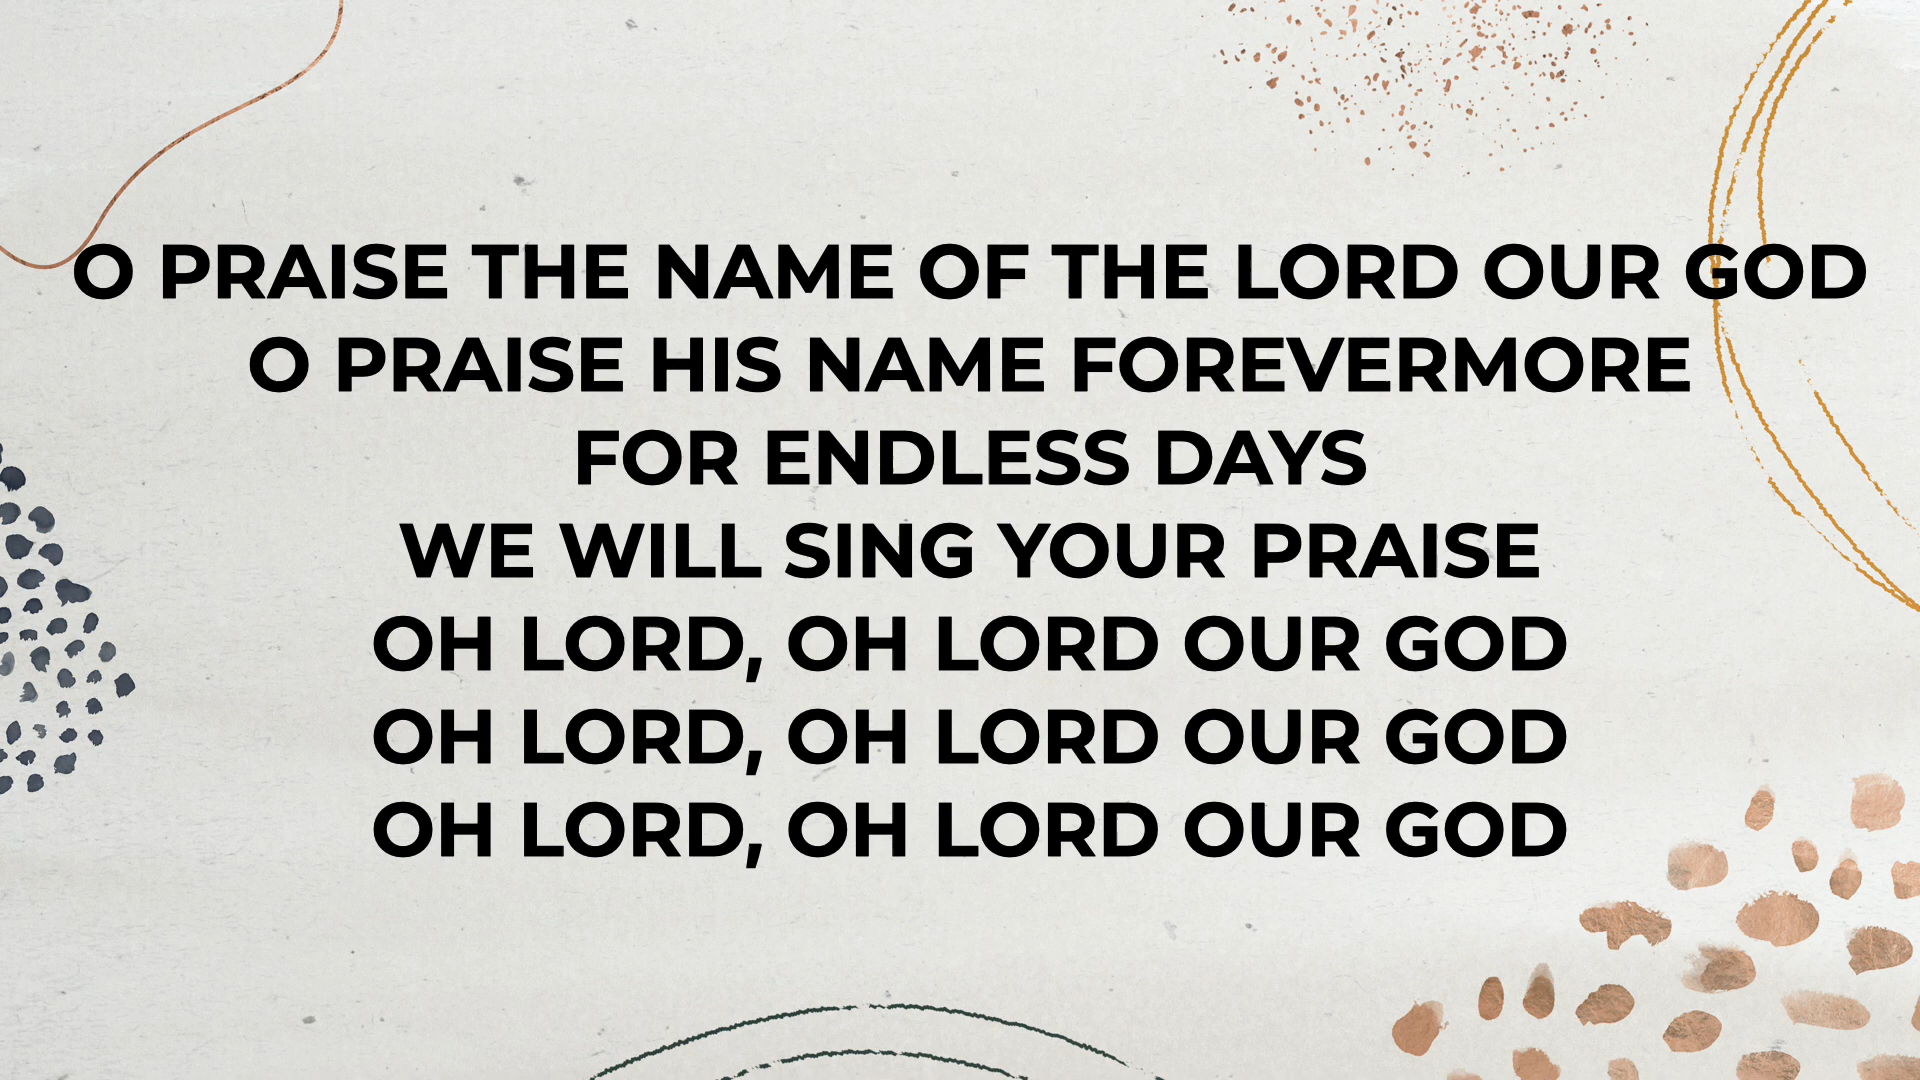 O PRAISE THE NAME OF THE LORD OUR GOD
O PRAISE HIS NAME FOREVERMORE
FOR ENDLESS DAYS
WE WILL SING YOUR PRAISE
OH LORD, OH LORD OUR GOD
OH LORD, OH LORD OUR GOD
OH LORD, OH LORD OUR GOD